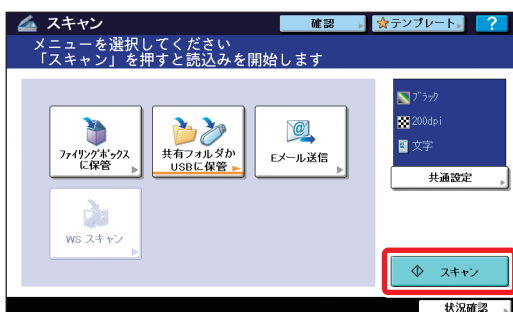 スキャン
確認
テンプレート
?
メニューを選択してください
「スキャン」を押すと読込みを開始します
ﾌｧｲﾘﾝｸﾞﾎﾞｯｸｽ
に保管
共有フォルダか
USBに保管
Eメール送信
WS スキャン
ﾌﾞﾗｯｸ
200dpi
文字
共通設定
スキャン
状況確認